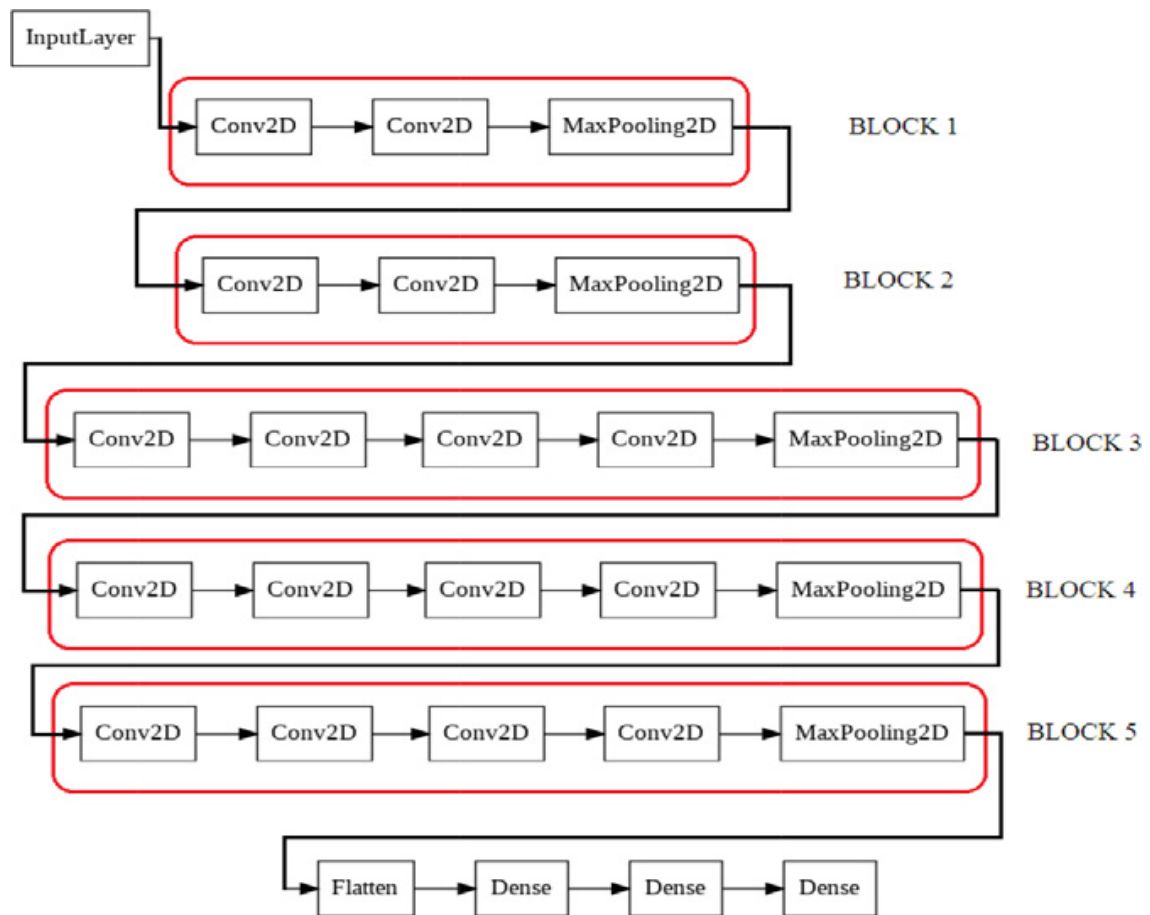 InputLayer
Conv2D Conv2D MaxPooling2D BLOCK 1
Conv2D Conv2D MaxPooling2D BLOCK 2
Conv2D Conv2D Conv2D Conv2D MaxPooling2D BLOCK 3
Conv2D Conv2D Conv2D Conv2D MaxPooling2D BLOCK 4
Conv2D Conv2D Conv2D Conv2D MaxPooling2D BLOCK 5
Flatten Dense Dense Dense